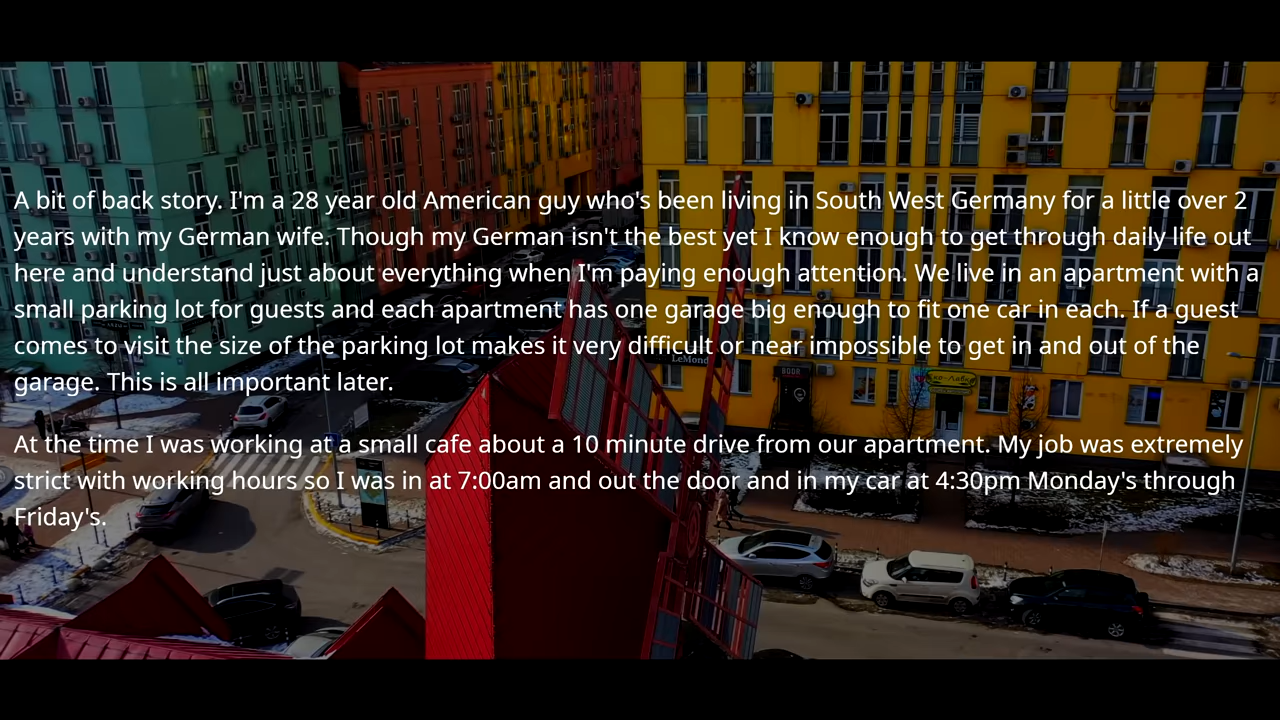 A bit of back story. I'm a 28 year old American guy who's been living in South West Germany for a little over 2
years with my German wife. Though my German isn't the best yet I know enough to get through daily life out
here and understand just about everything when I'm paying enough attention. We live in an apartment with a
small parking lot for guests and each apartment has one garage big enough to fit one car in each. If a guest
comes to visit the size of the parking lot makes it very difficult or near impossible to get in and out of the
garage. This is all important later.
At the time I was working at a small cafe about a 10 minute drive from our apartment. My job was extremely
strict with working hours so I was in at 7:00am and out the door and in my car at 4:30pm Monday's through
Friday's.
LeMond